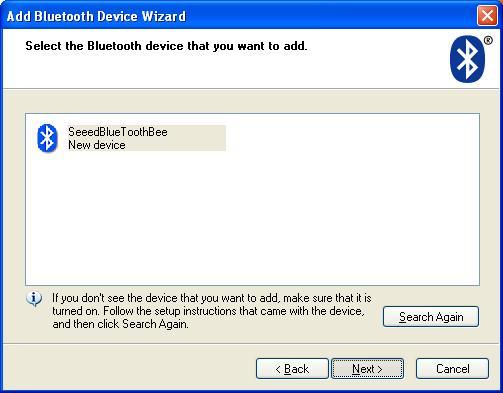 Add Bluetooth Device Wizard
Select the Bluetooth device that you want to add.
®
SeeedBlueToothBee
New device
If you don't see the device that you want to add, make sure that it is
turned on. Follow the setup instructions that came with the device,
and then click Search Again.
Search Again
< Back
Next >
Cancel